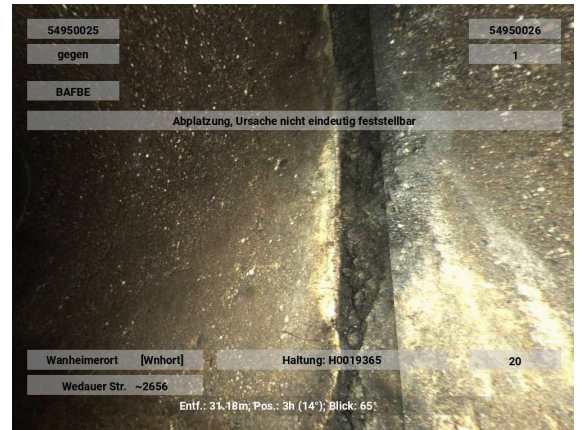 54950025 54950026
gegen 1
BAFBE
Abplatzung, Ursache nicht eindeutig feststellbar
Wanheimerort [Wnhort] Haltung: H0019365 20
Wedauer Str. ~2656
Entf.: 31.18m; Pos.: 3h (14°); Blick: 65°